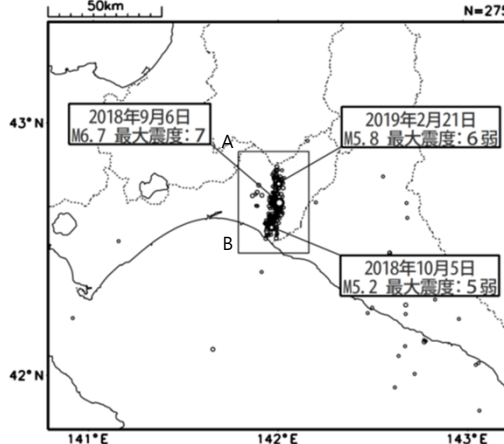 50km
N=275
43°N
2018年9月6日
M6.7 最大震度：7
A
2019年2月21日
M5.8 最大震度：6弱
B
2018年10月5日
M5.2 最大震度：5弱
42°N
141°E
142°E
143°E